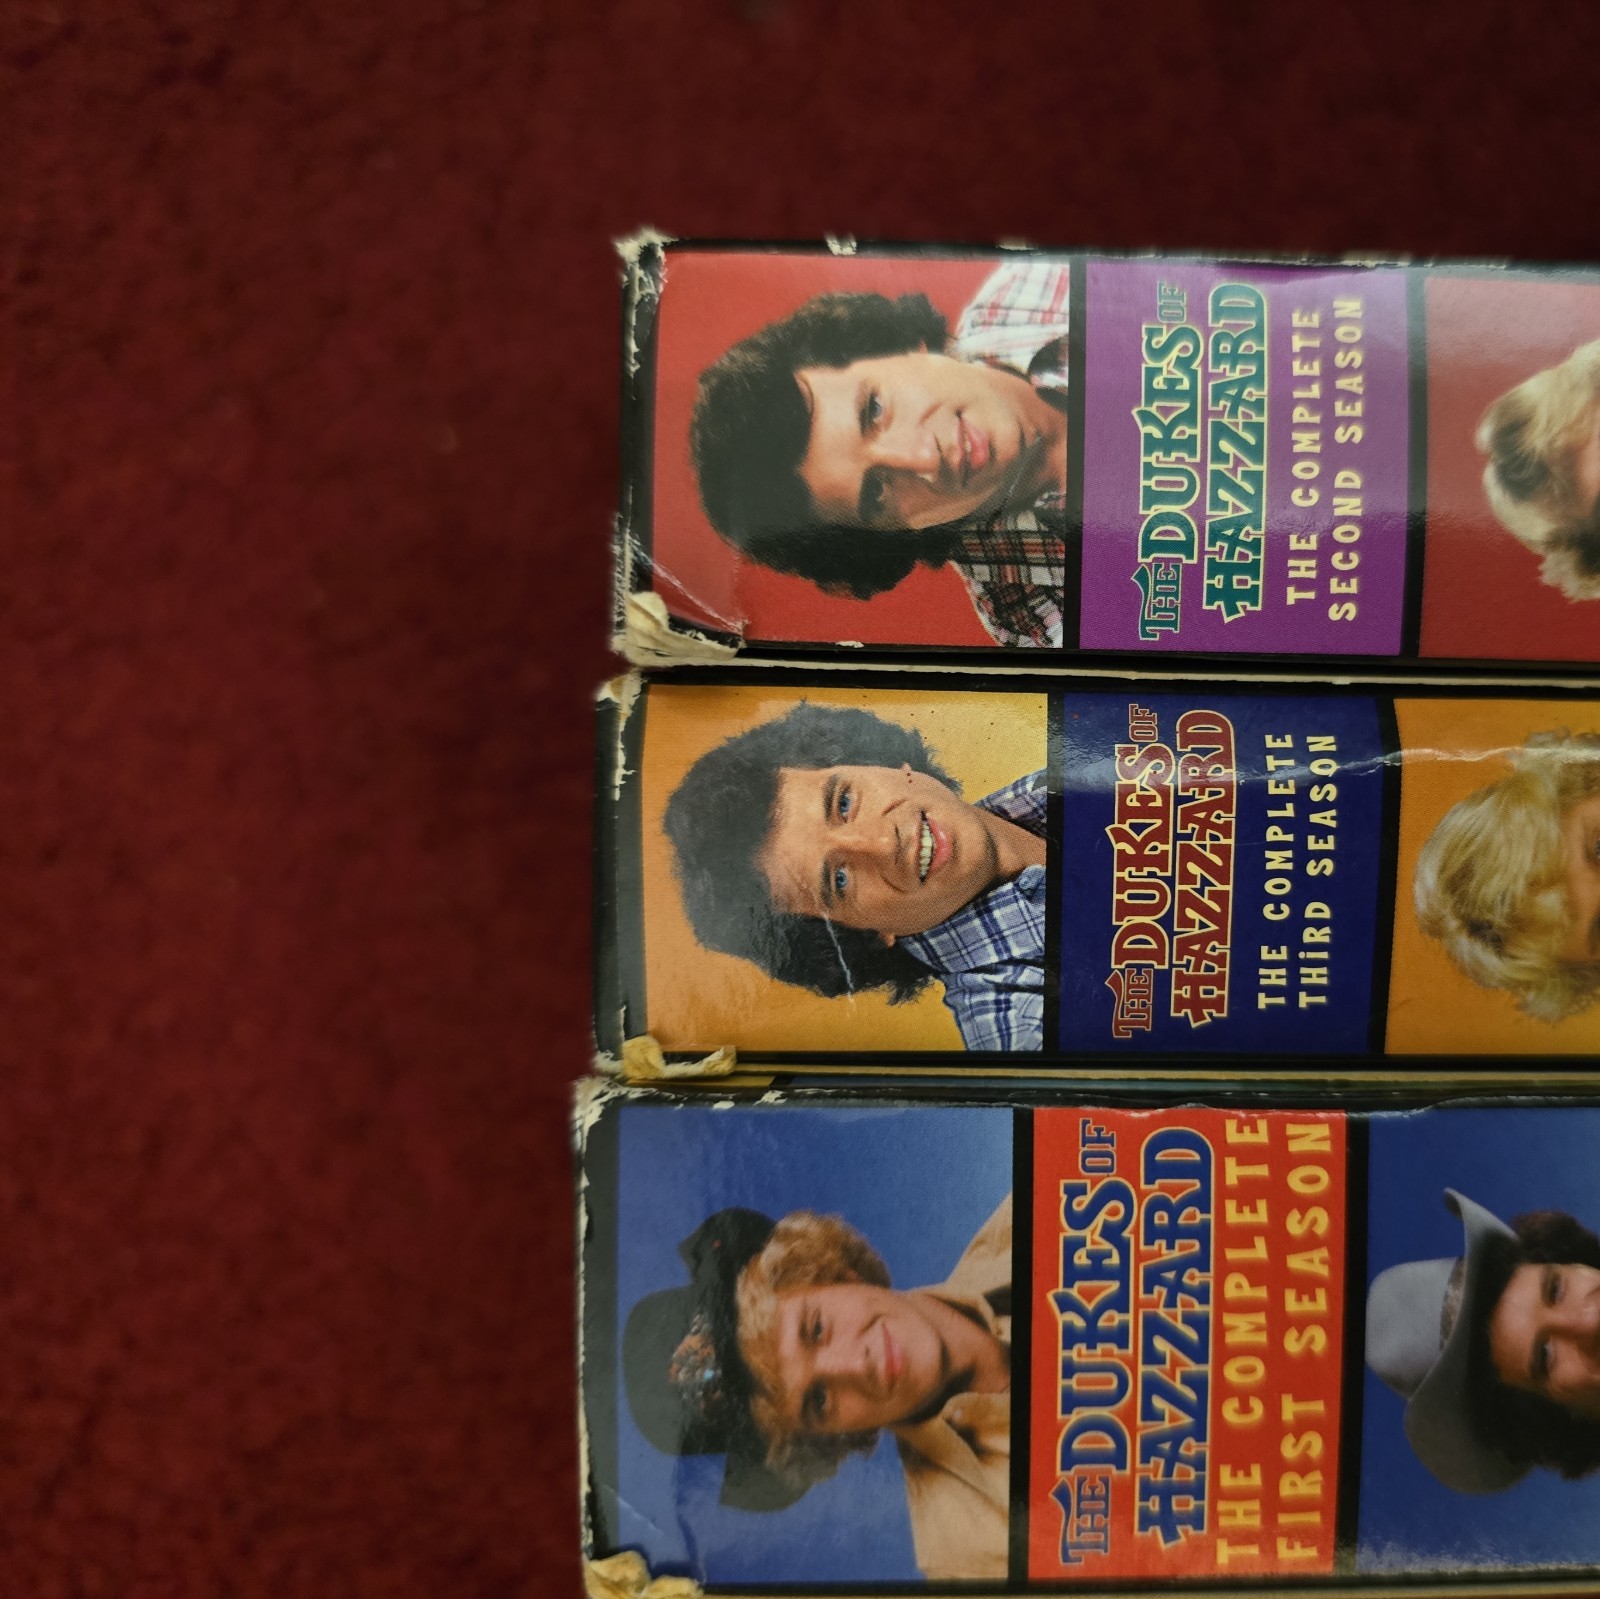 THE DUKES OF
HAZZARD
THE COMPLETE
SECOND SEASON
THE DUKES OF
HAZZARD
THE COMPLETE
THiRD SEASON
THE DUKES OF
HAZZARD
THE COMPLETE
FIRST SEASON